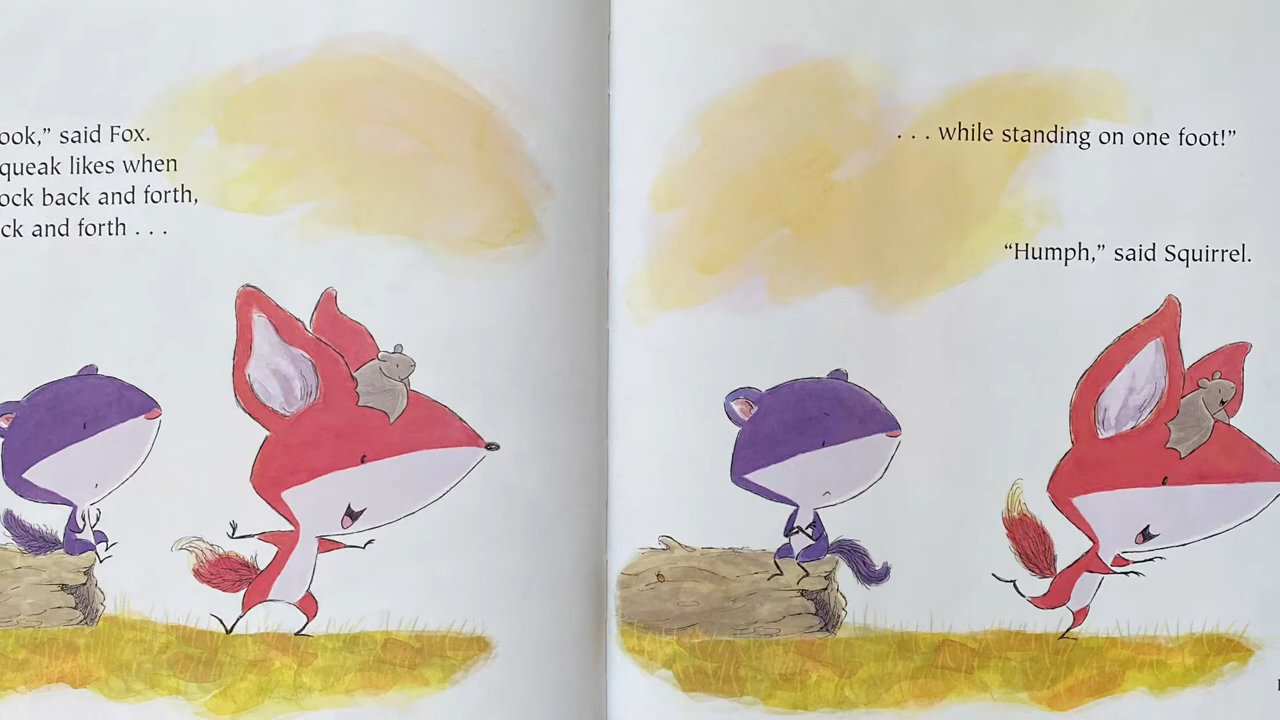 ook,” said Fox.
queak likes when
ock back and forth,
ck and forth . . .
. . . while standing on one foot!”
“Humph,” said Squirrel.